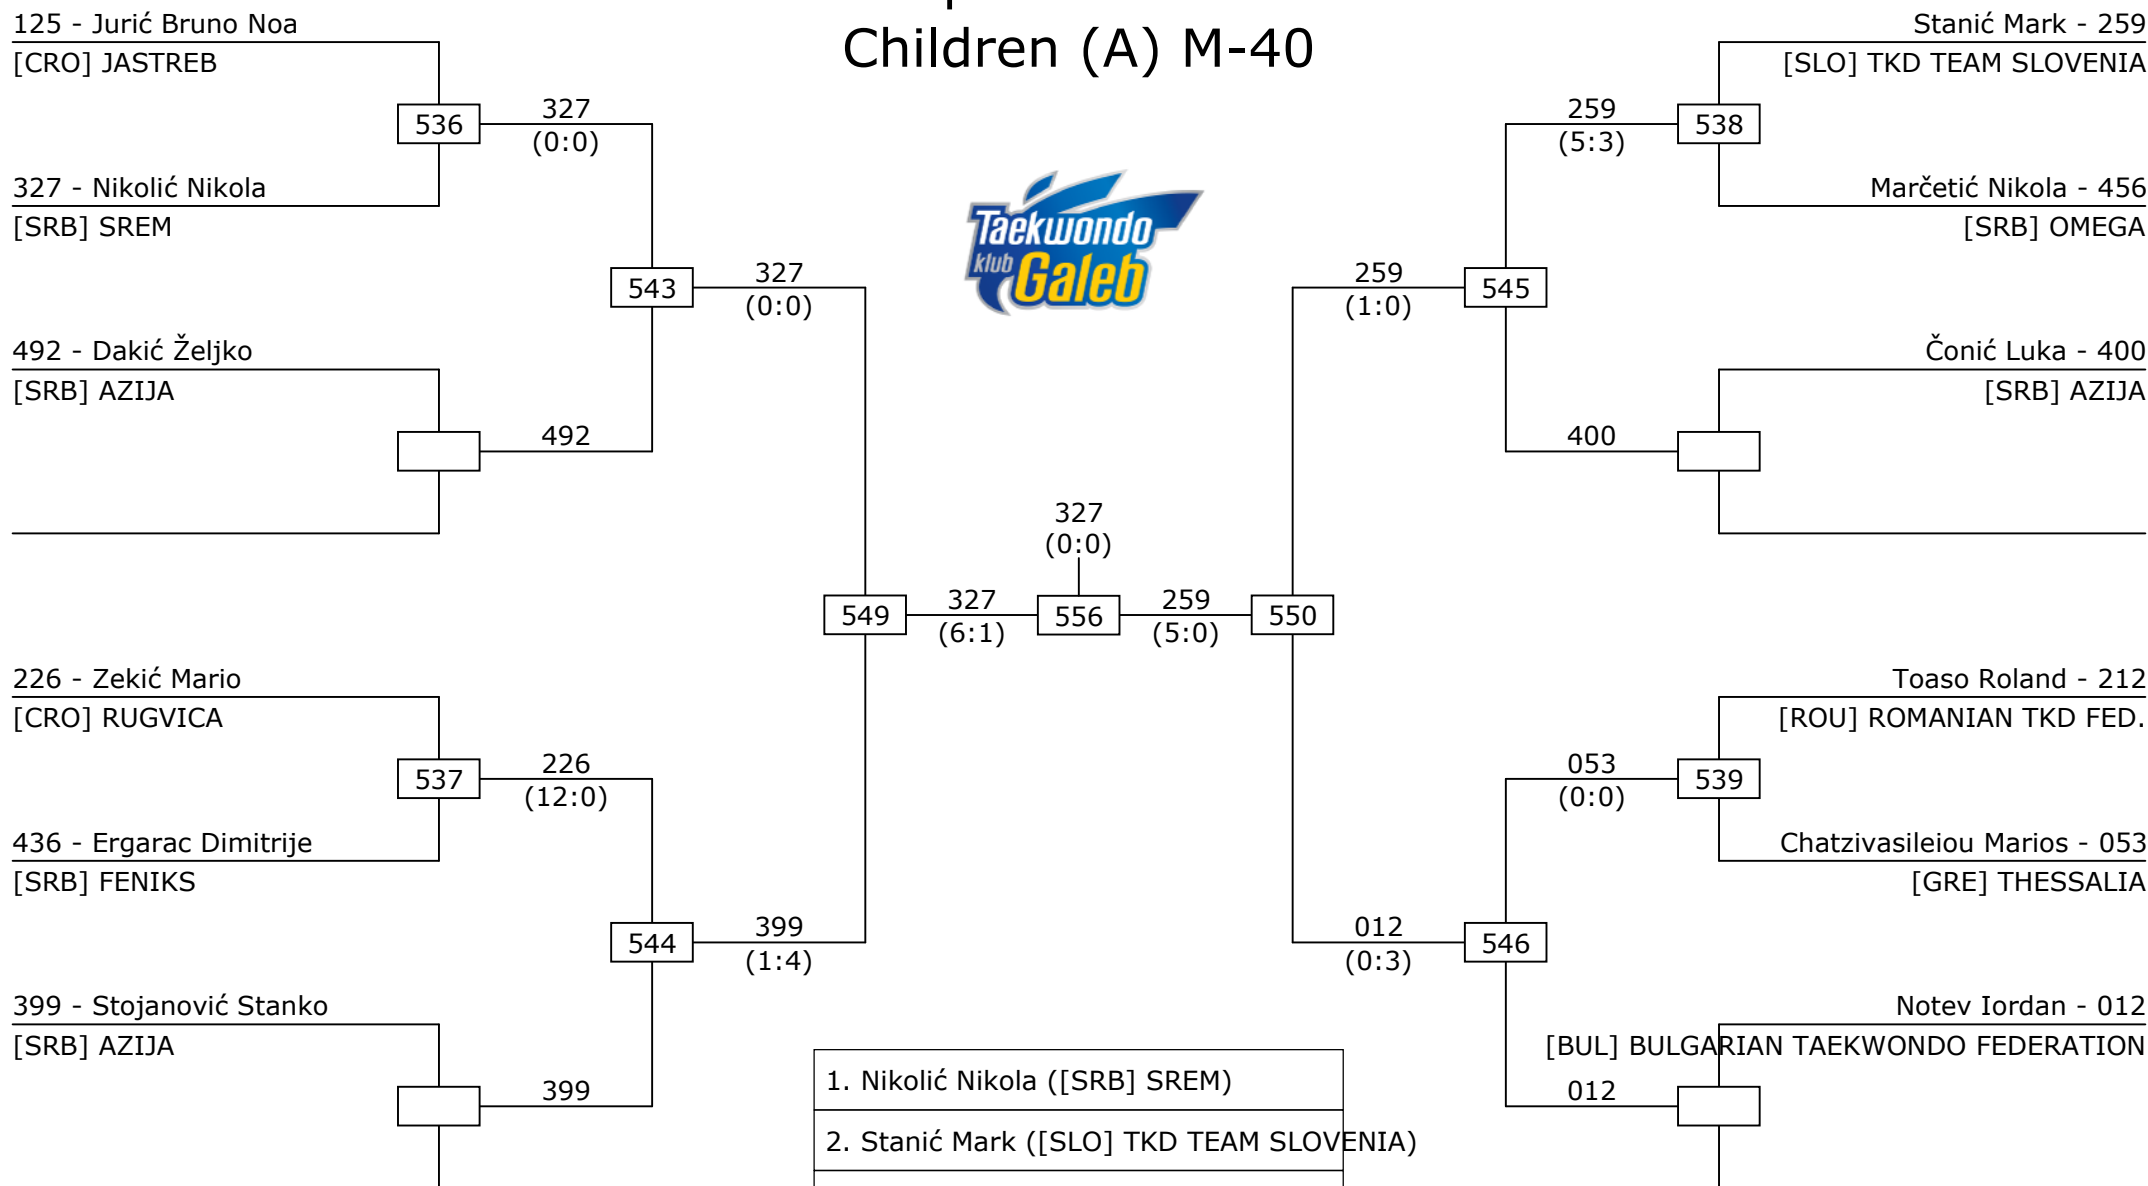 Children (A) M-40
125 - Jurić Bruno Noa
[CRO] JASTREB
536
327
(0:0)
327 - Nikolić Nikola
[SRB] SREM
543
327
(0:0)
492 - Dakić Željko
[SRB] AZIJA
492
226 - Zekić Mario
[CRO] RUGVICA
537
226
(12:0)
436 - Ergarac Dimitrije
[SRB] FENIKS
544
399
(1:4)
399 - Stojanović Stanko
[SRB] AZIJA
399
Taekwondo
klub Galeb
327
(0:0)
549
327
(6:1)
556
259
(5:0)
550
Stanić Mark - 259
[SLO] TKD TEAM SLOVENIA
259
(5:3)
538
Marčetić Nikola - 456
[SRB] OMEGA
259
(1:0)
545
Čonić Luka - 400
[SRB] AZIJA
400
Toaso Roland - 212
[ROU] ROMANIAN TKD FED.
053
(0:0)
539
Chatzivasileiou Marios - 053
[GRE] THESSALIA
012
(0:3)
546
Notev Iordan - 012
[BUL] BULGARIAN TAEKWONDO FEDERATION
012
1. Nikolić Nikola ([SRB] SREM)
2. Stanić Mark ([SLO] TKD TEAM SLOVENIA)